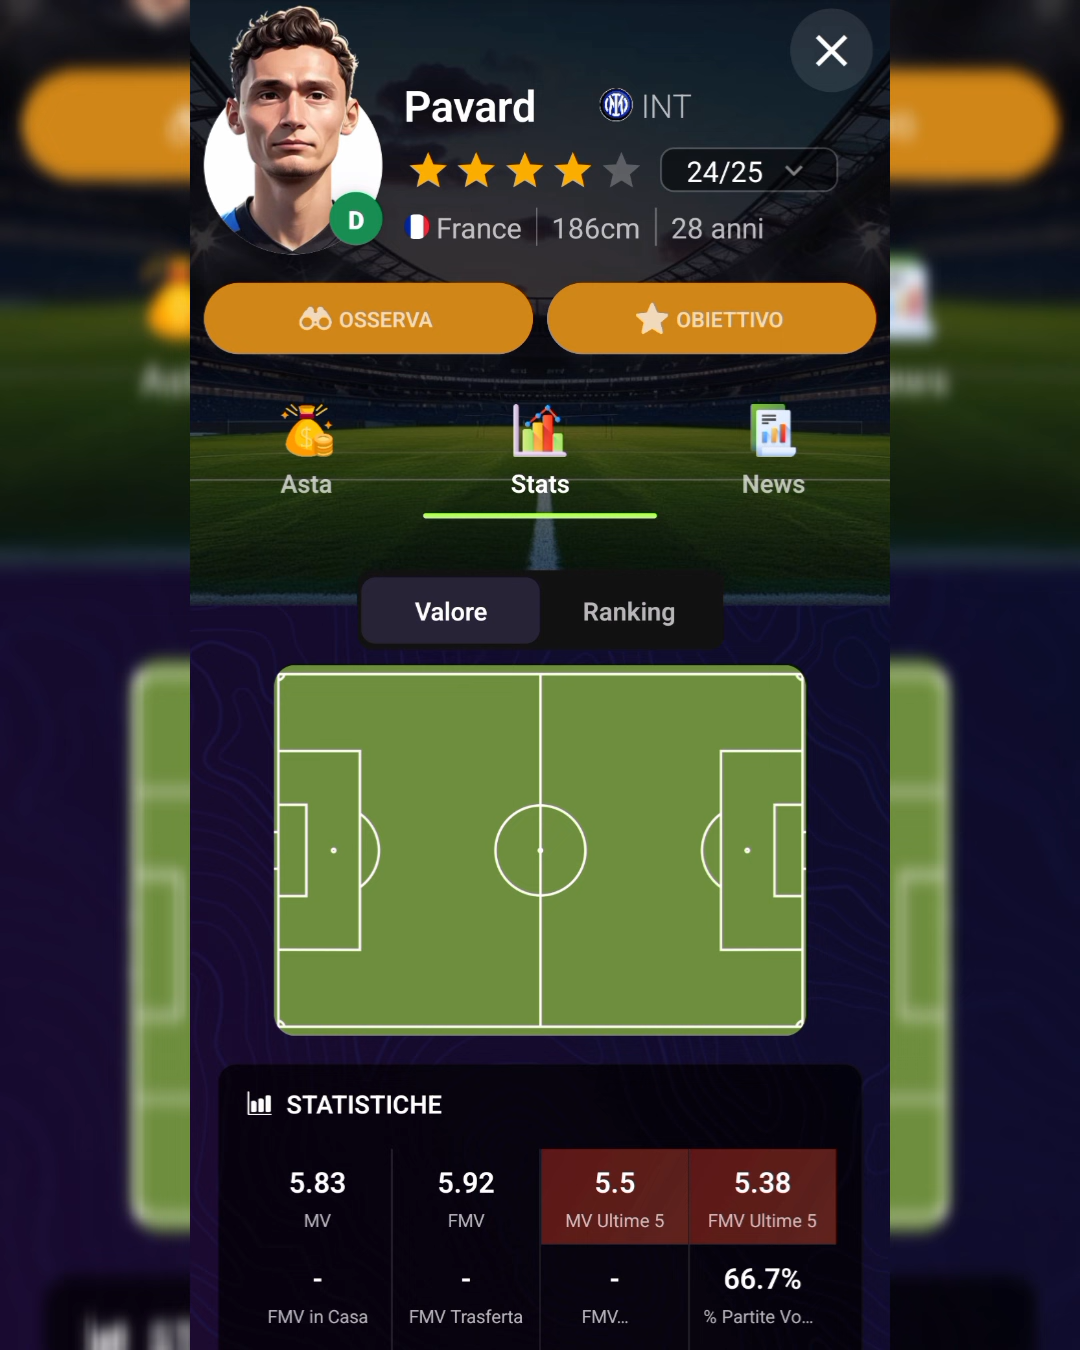 Pavard INT
24/25
D
France 186cm 28 anni
OSSERVA OBIETTIVO
Asta Stats News
Valore Ranking
STATISTICHE
5.83 5.92 5.5 5.38
MV FMV MV Ultime 5 FMV Ultime 5
- - - 66.7%
FMV in Casa FMV Trasferta FMV... % Partite Vo...